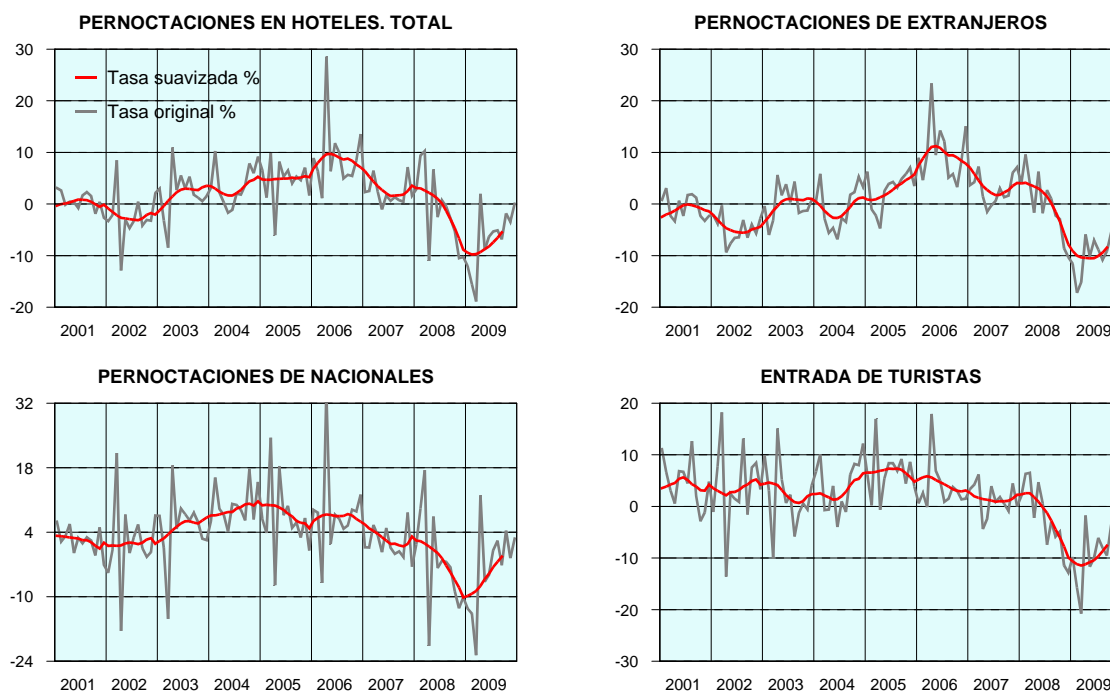 PERNOCTACIONES EN HOTELES. TOTAL
30
20
10
0
-10
-20
Tasa suavizada %
Tasa original %
2001 2002 2003 2004 2005 2006 2007 2008 2009
PERNOCTACIONES DE EXTRANJEROS
30
20
10
0
-10
-20
2001 2002 2003 2004 2005 2006 2007 2008 2009
PERNOCTACIONES DE NACIONALES
32
18
4
-10
-24
2001 2002 2003 2004 2005 2006 2007 2008 2009
ENTRADA DE TURISTAS
20
10
0
-10
-20
-30
2001 2002 2003 2004 2005 2006 2007 2008 2009